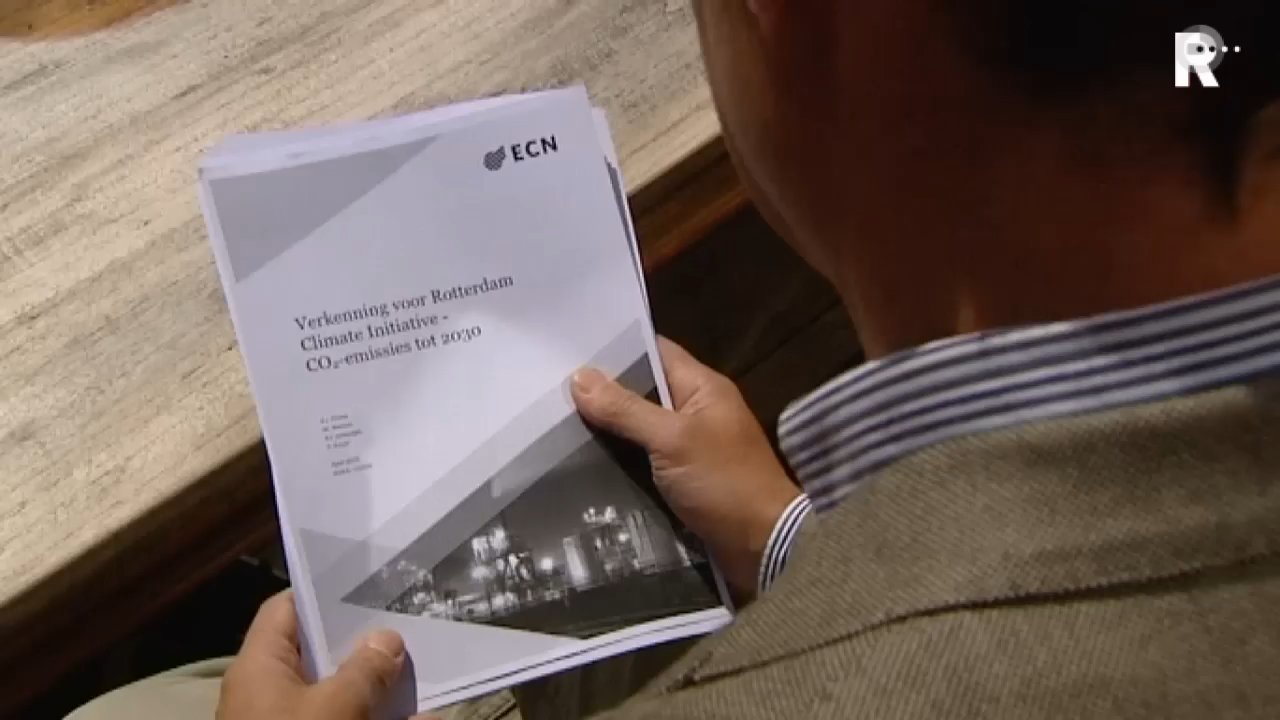 R
ECN
Verkenning voor Rotterdam
Climate Initiative -
CO₂-emissies tot 2030